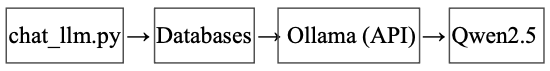 chat_llm.py → Databases → Ollama (API) → Qwen2.5